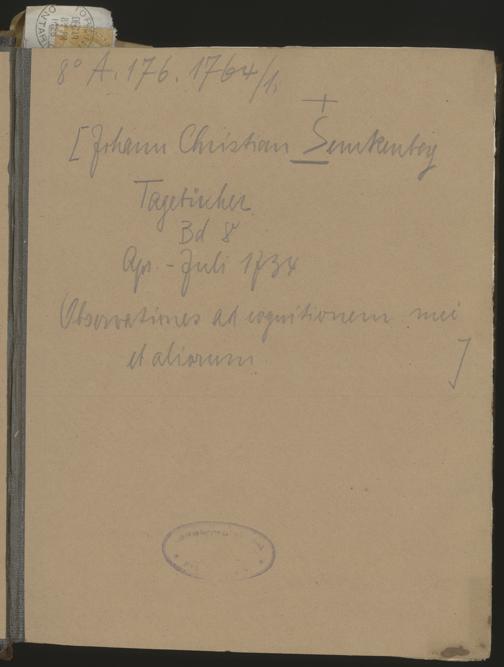 8° A. 176. 1764/1.
[Johann Christian Senckenberg
Tagebücher
Bd 8
Apr. - Juli 1734
Observationes ad cognitionem mei
et aliorum ]